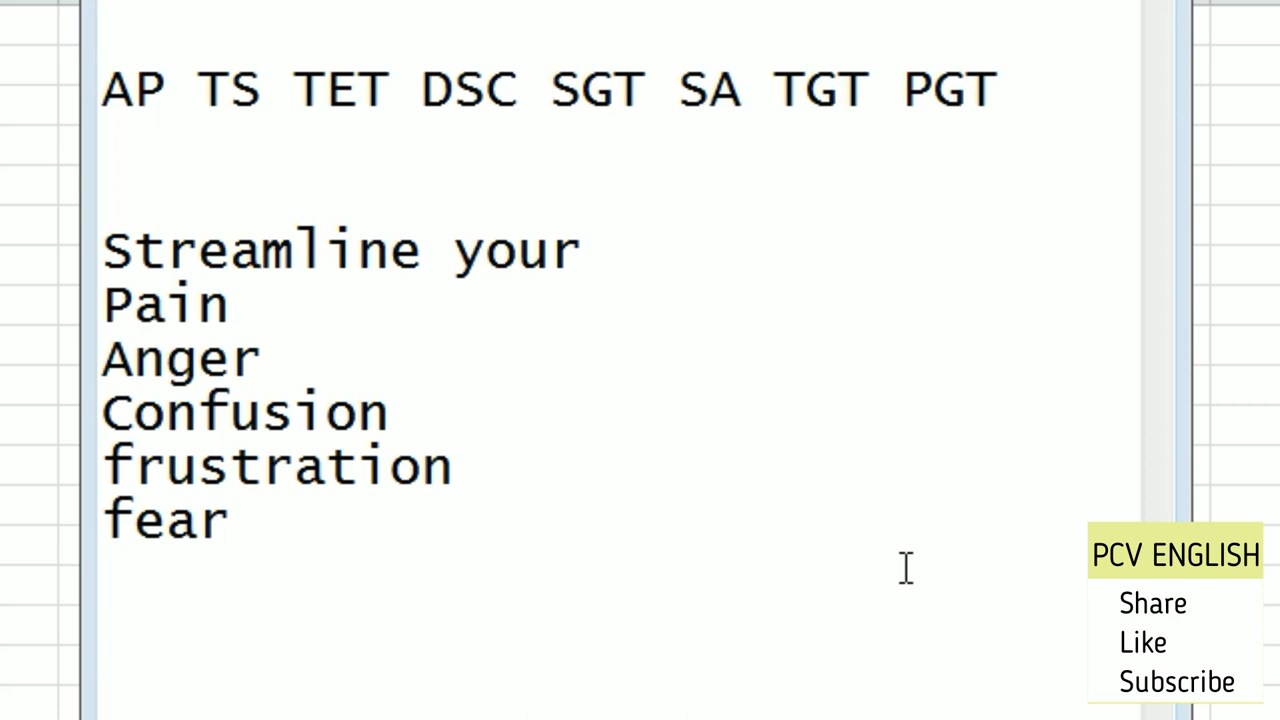 AP TS TET DSC SGT SA TGT PGT
Streamline your
Pain
Anger
Confusion
frustration
fear
PCV ENGLISH
Share
Like
Subscribe